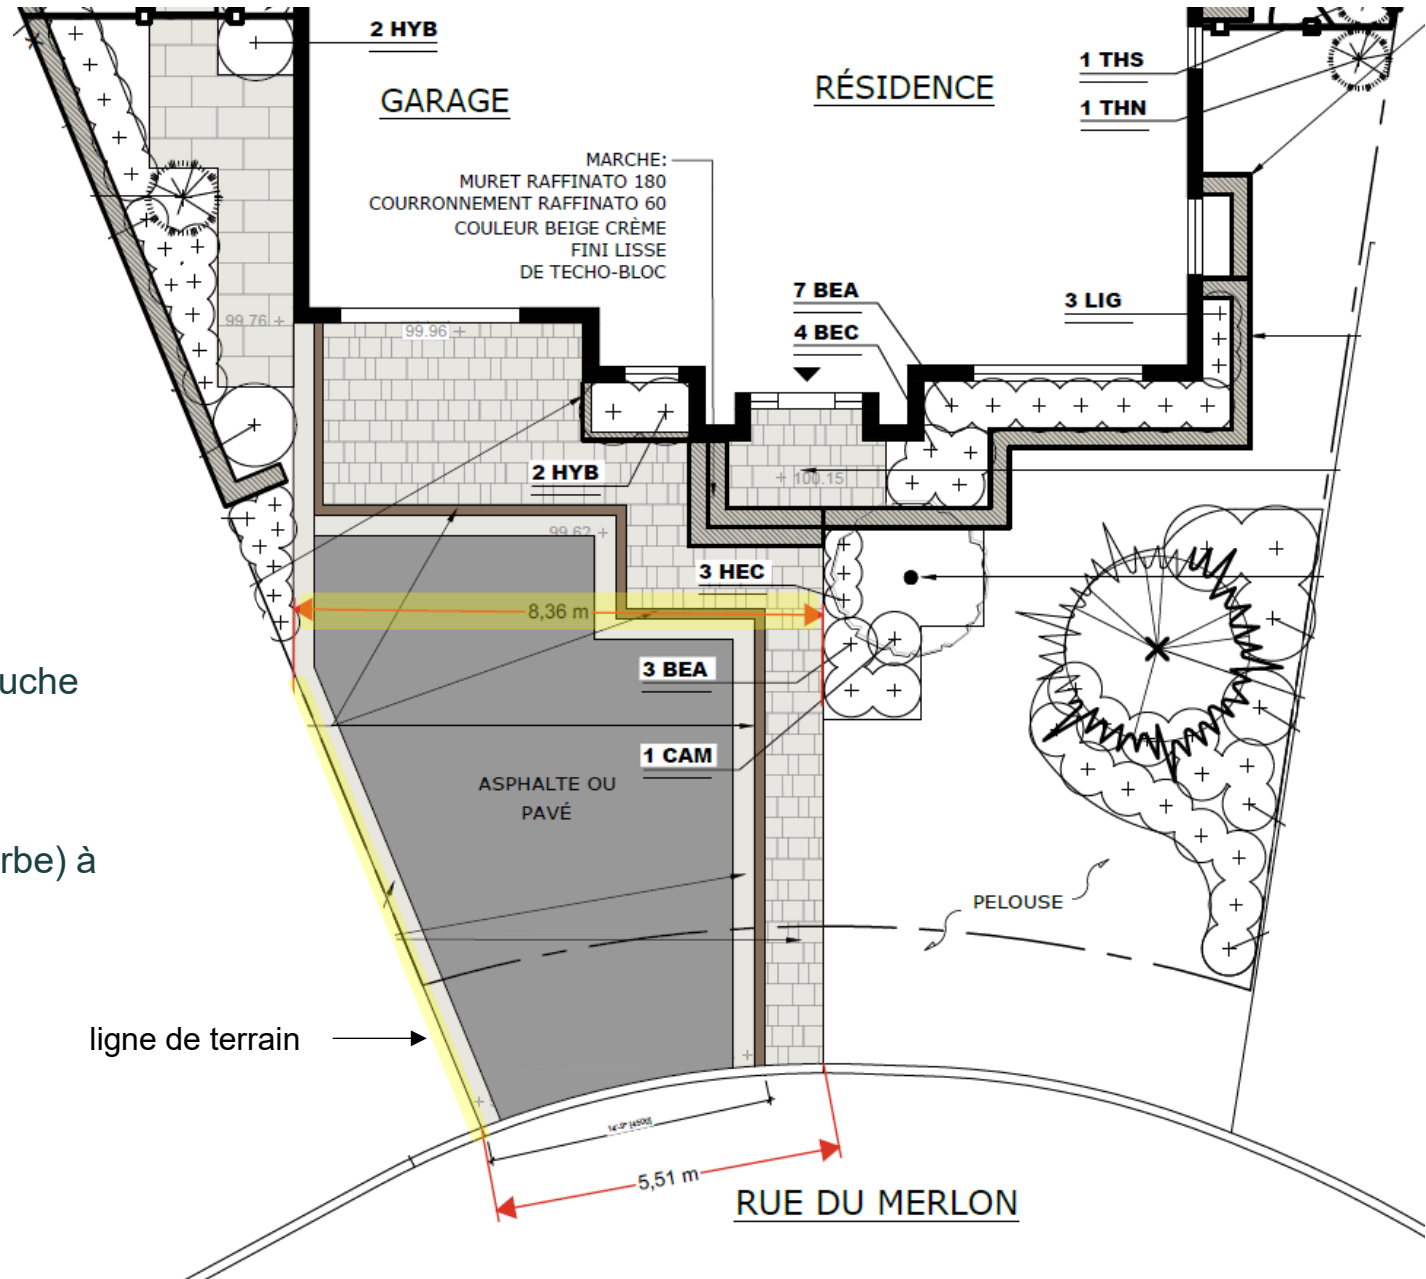 2 HYB
GARAGE
RÉSIDENCE
1 THS
1 THN
MARCHE:
MURET RAFFINATO 180
COURRONNEMENT RAFFINATO 60
COULEUR BEIGE CRÈME
FINI LISSE
DE TECHO-BLOC
7 BEA
4 BEC
3 LIG
99.76
99.96
2 HYB
100.15
99.62
3 HEC
8,36 m
3 BEA
uche
1 CAM
ASPHALTE OU
PAVÉ
rbe) à
PELOUSE
ligne de terrain
5,51 m
RUE DU MERLON